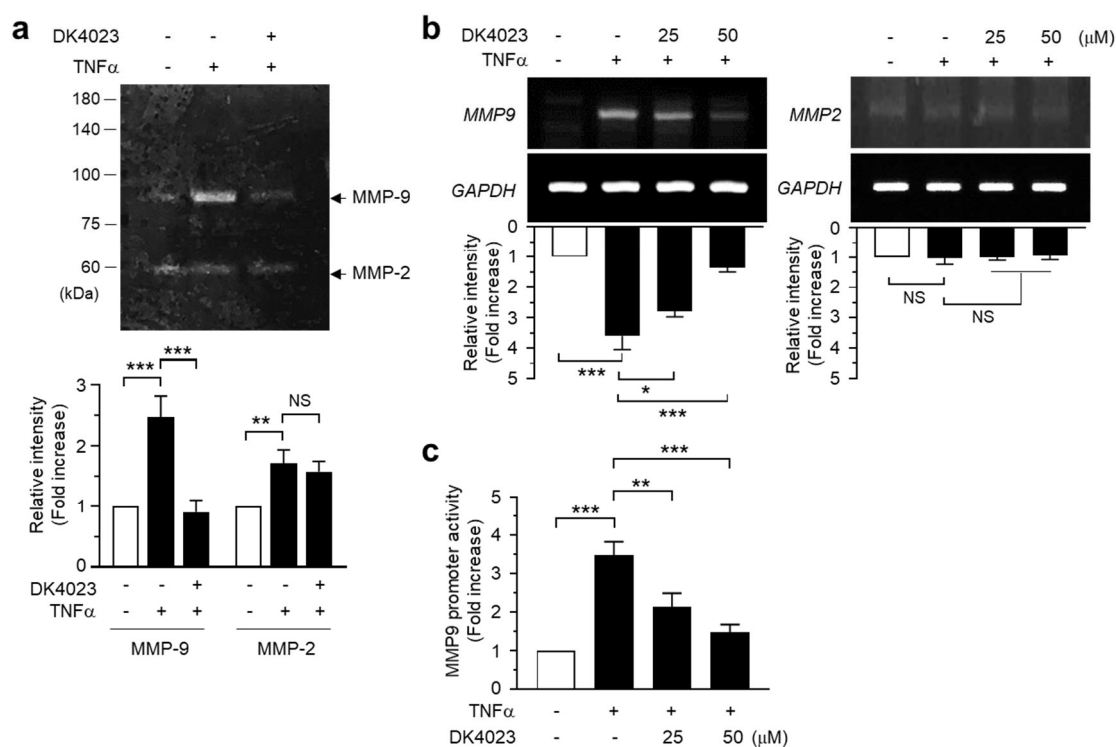 a
DK4023 - - +
TNFα - + +
180
140
100
75
60
(kDa)
MMP-9
MMP-2
Relative intensity
(Fold increase)
3
2
1
0
***
***
**
NS
DK4023 - - + - - +
TNFα - + + - + +
MMP-9 MMP-2
b
DK4023 - - 25 50
TNFα - + + +
MMP9
GAPDH
Relative intensity
(Fold increase)
0
1
2
3
4
5
***
*
***
- - 25 50 (μM)
- + + +
MMP2
GAPDH
Relative intensity
(Fold increase)
0
1
2
3
4
5
NS
NS
c
MMP9 promoter activity
(Fold increase)
5
4
3
2
1
0
***
**
***
TNFα - + + +
DK4023 - - 25 50 (μM)